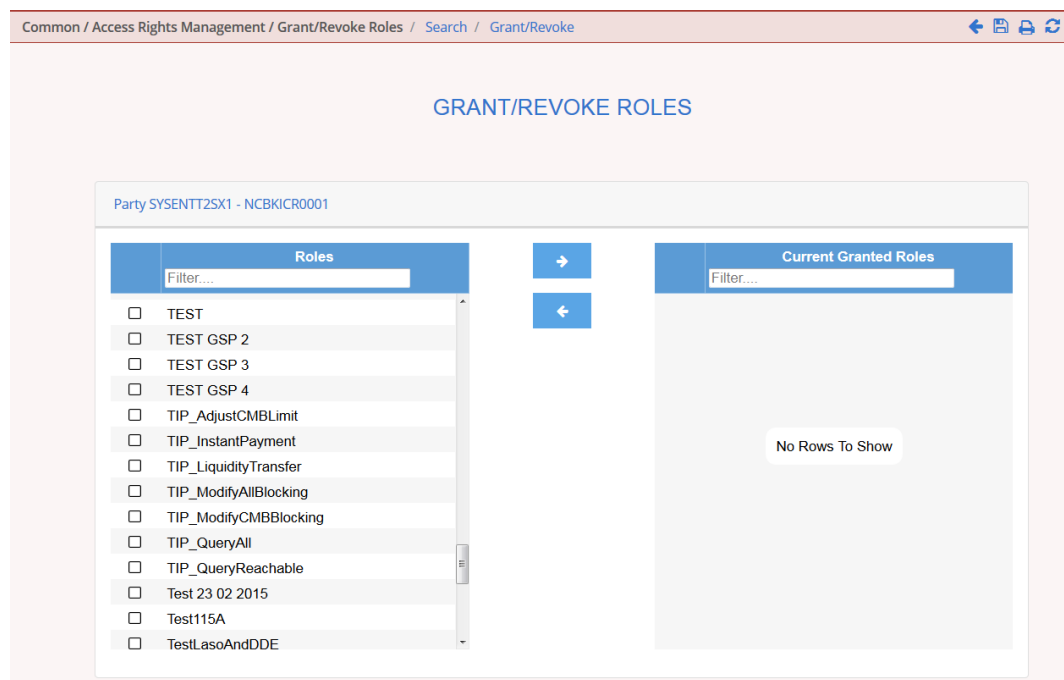 Common / Access Rights Management / Grant/Revoke Roles / Search / Grant/Revoke
GRANT/REVOKE ROLES
Party SYSENTT2SX1 - NCBKICR0001
Roles
Filter....
TEST
TEST GSP 2
TEST GSP 3
TEST GSP 4
TIP_AdjustCMBLimit
TIP_InstantPayment
TIP_LiquidityTransfer
TIP_ModifyAllBlocking
TIP_ModifyCMBBlocking
TIP_QueryAll
TIP_QueryReachable
Test 23 02 2015
Test115A
TestLasoAndDDE
Current Granted Roles
Filter....
No Rows To Show